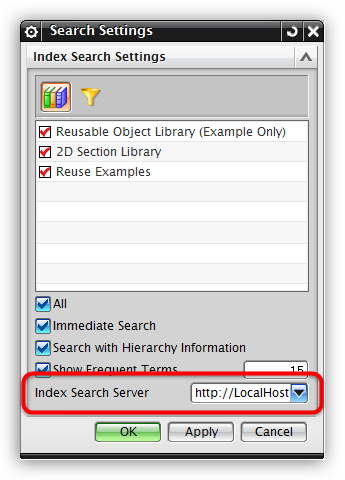 Search Settings
Index Search Settings
Reusable Object Library (Example Only)
2D Section Library
Reuse Examples
All
Immediate Search
Search with Hierarchy Information
Show Frequent Terms 15
Index Search Server http://LocalHost
OK Apply Cancel